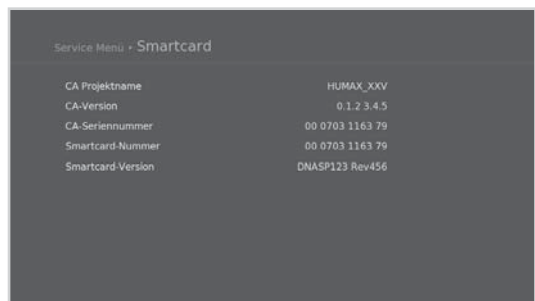 Service Menü • Smartcard
CA Projektname HUMAX_XXV
CA-Version 0.1.2 3.4.5
CA-Seriennummer 00 0703 1163 79
Smartcard-Nummer 00 0703 1163 79
Smartcard-Version DNASP123 Rev456